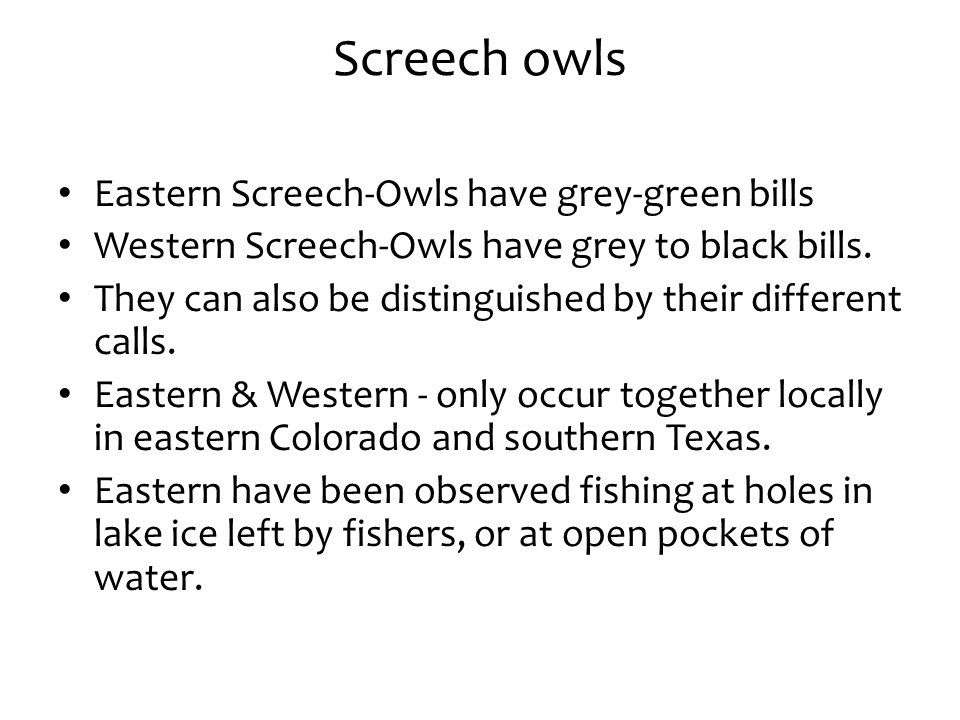 Screech owls
• Eastern Screech-Owls have grey-green bills
• Western Screech-Owls have grey to black bills.
• They can also be distinguished by their different
calls.
• Eastern & Western - only occur together locally
in eastern Colorado and southern Texas.
• Eastern have been observed fishing at holes in
lake ice left by fishers, or at open pockets of
water.